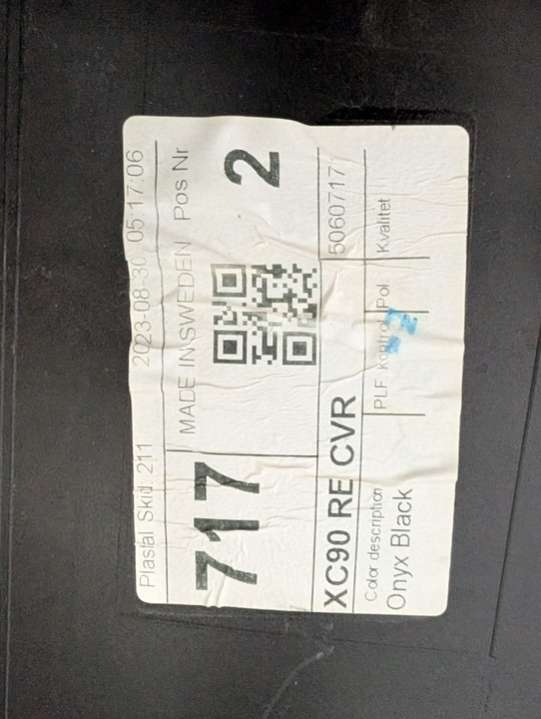 Plastal Skid 211 2023-08-30 05:17:06
717 MADE IN SWEDEN Pos Nr
2
XC90 RE CVR 5060717
Color description PLF kontroll Pol Kvalitet
Onyx Black